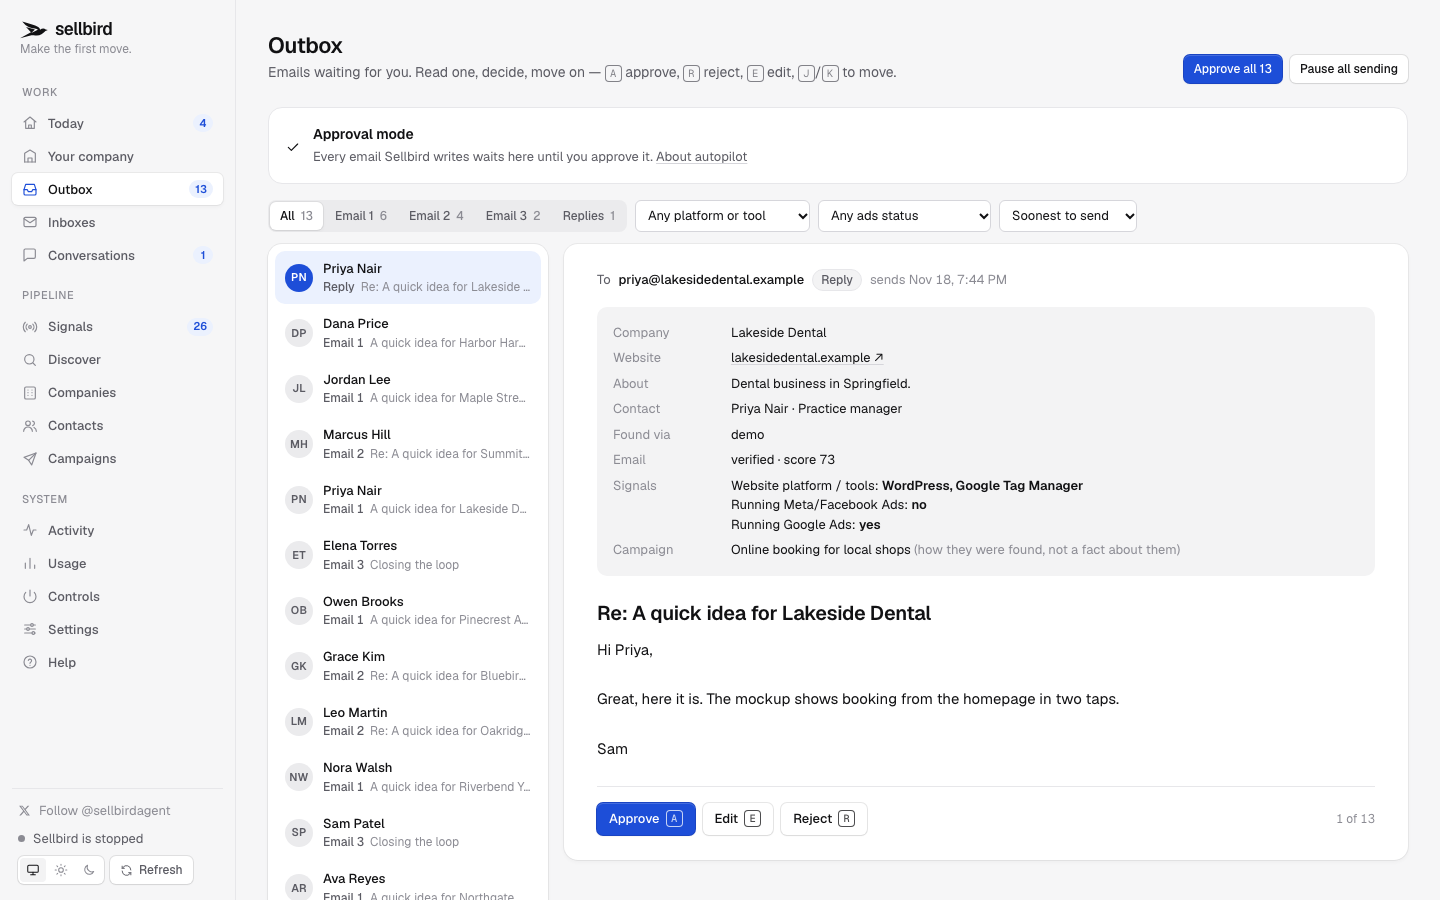 sellbird
Make the first move.
WORK
Today 4
Your company
Outbox 13
Inboxes
Conversations 1
PIPELINE
Signals 26
Discover
Companies
Contacts
Campaigns
SYSTEM
Activity
Usage
Controls
Settings
Help
Follow @sellbirdagent
Sellbird is stopped
Refresh
Outbox
Emails waiting for you. Read one, decide, move on — A approve, R reject, E edit, J/K to move.
Approve all 13
Pause all sending
Approval mode
Every email Sellbird writes waits here until you approve it. About autopilot
All 13 Email 1 6 Email 2 4 Email 3 2 Replies 1
Any platform or tool
Any ads status
Soonest to send
PN Priya Nair
Reply Re: A quick idea for Lakeside ...
DP Dana Price
Email 1 A quick idea for Harbor Har...
JL Jordan Lee
Email 1 A quick idea for Maple Stre...
MH Marcus Hill
Email 2 Re: A quick idea for Summit...
PN Priya Nair
Email 1 A quick idea for Lakeside D...
ET Elena Torres
Email 3 Closing the loop
OB Owen Brooks
Email 1 A quick idea for Pinecrest A...
GK Grace Kim
Email 2 Re: A quick idea for Bluebir...
LM Leo Martin
Email 2 Re: A quick idea for Oakridg...
NW Nora Walsh
Email 1 A quick idea for Riverbend Y...
SP Sam Patel
Email 3 Closing the loop
AR Ava Reyes
Email 1 A quick idea for Northgate
To priya@lakesidedental.example Reply sends Nov 18, 7:44 PM
Company Lakeside Dental
Website lakesidedental.example ↗
About Dental business in Springfield.
Contact Priya Nair · Practice manager
Found via demo
Email verified · score 73
Signals Website platform / tools: WordPress, Google Tag Manager
Running Meta/Facebook Ads: no
Running Google Ads: yes
Campaign Online booking for local shops (how they were found, not a fact about them)
Re: A quick idea for Lakeside Dental
Hi Priya,
Great, here it is. The mockup shows booking from the homepage in two taps.
Sam
Approve A Edit E Reject R
1 of 13